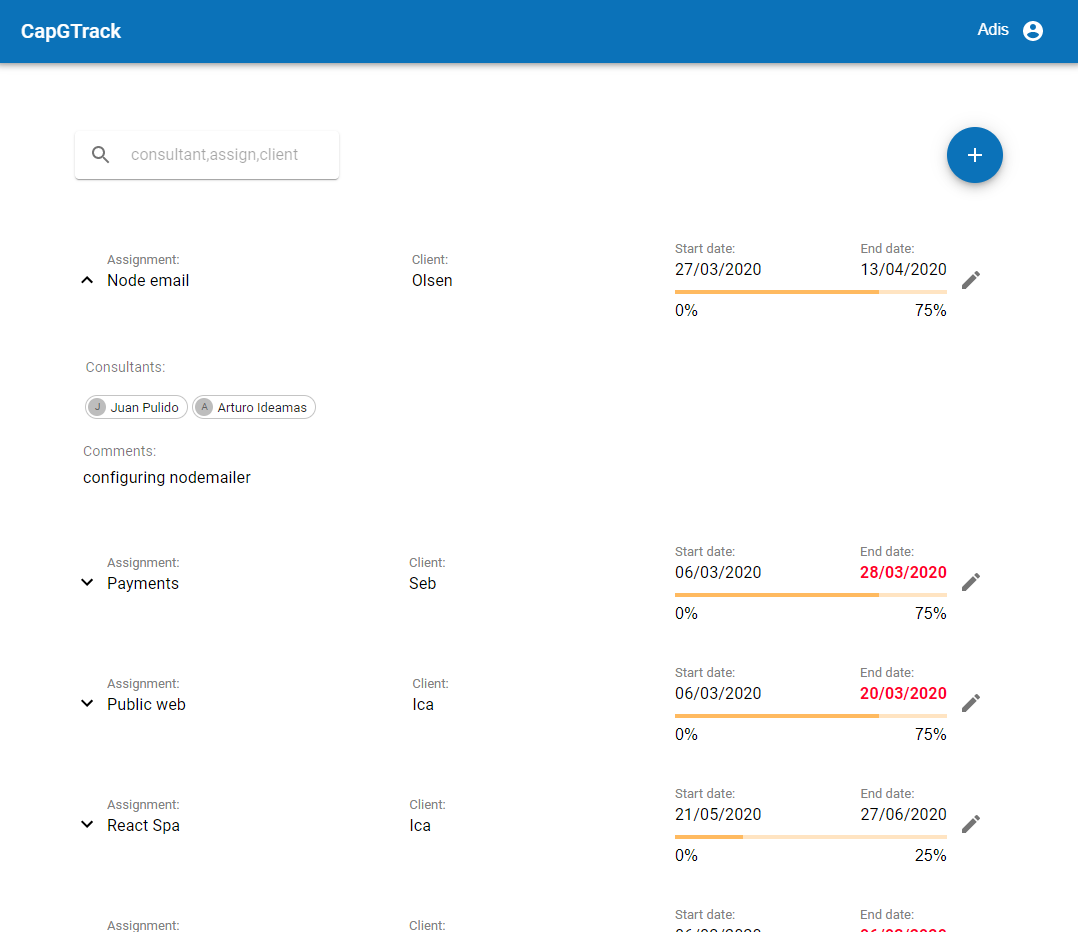 CapGTrack
Adis
consultant,assign,client
Assignment:
Node email
Client:
Olsen
Start date:
27/03/2020
End date:
13/04/2020
0%
75%
Consultants:
J Juan Pulido
A Arturo Ideamas
Comments:
configuring nodemailer
Assignment:
Payments
Client:
Seb
Start date:
06/03/2020
End date:
28/03/2020
0%
75%
Assignment:
Public web
Client:
Ica
Start date:
06/03/2020
End date:
20/03/2020
0%
75%
Assignment:
React Spa
Client:
Ica
Start date:
21/05/2020
End date:
27/06/2020
0%
25%
Assignment:
Client:
Start date:
End date: